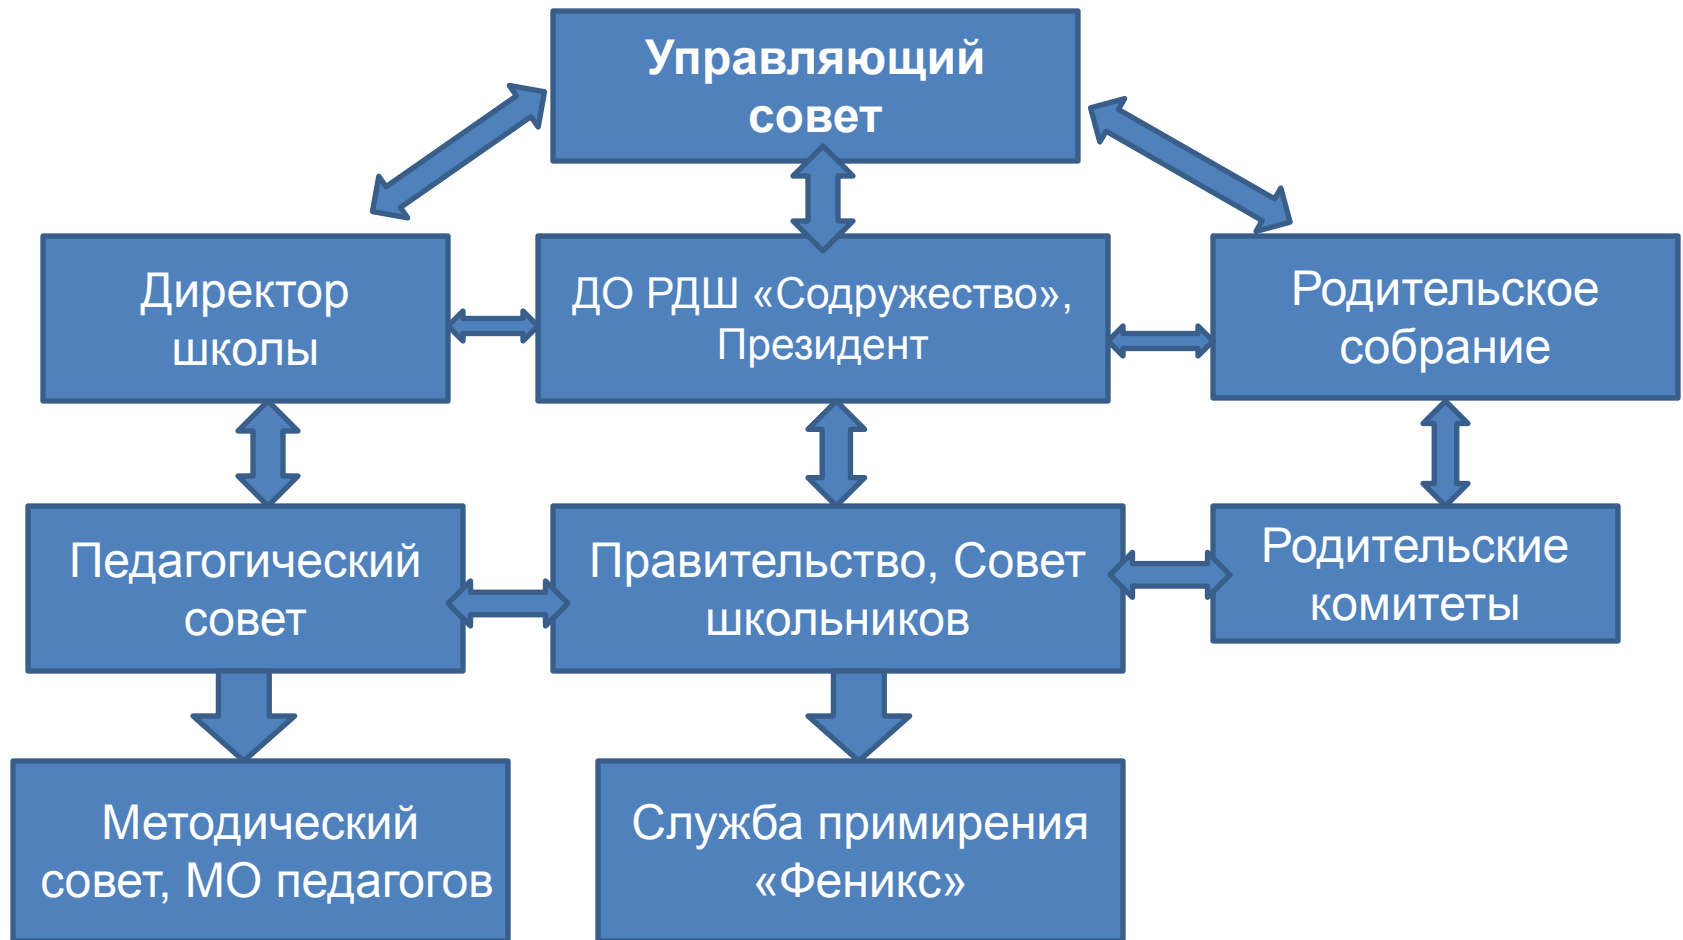 Управляющий
совет
Директор
школы
ДО РДШ «Содружество»,
Президент
Родительское
собрание
Педагогический
совет
Правительство, Совет
школьников
Родительские
комитеты
Методический
совет, МО педагогов
Служба примирения
«Феникс»